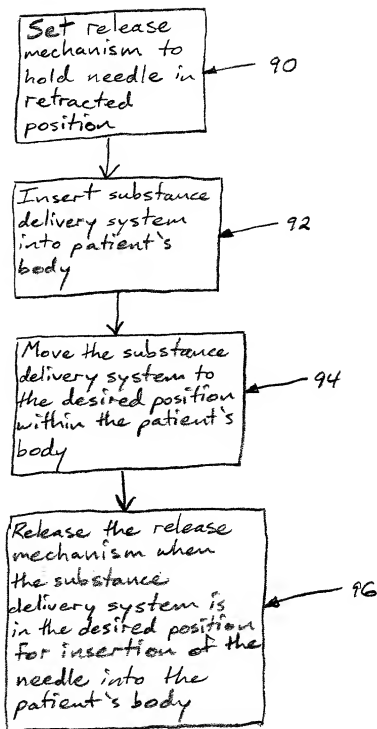 Set release
mechanism to
hold needle in
retracted
position
90
Insert substance
delivery system
into patient's
body
92
Move the substance
delivery system to
the desired position
within the patient's
body
94
Release the release
mechanism when
the substance
delivery system is
in the desired position
for insertion of the
needle into the
patient's body
96